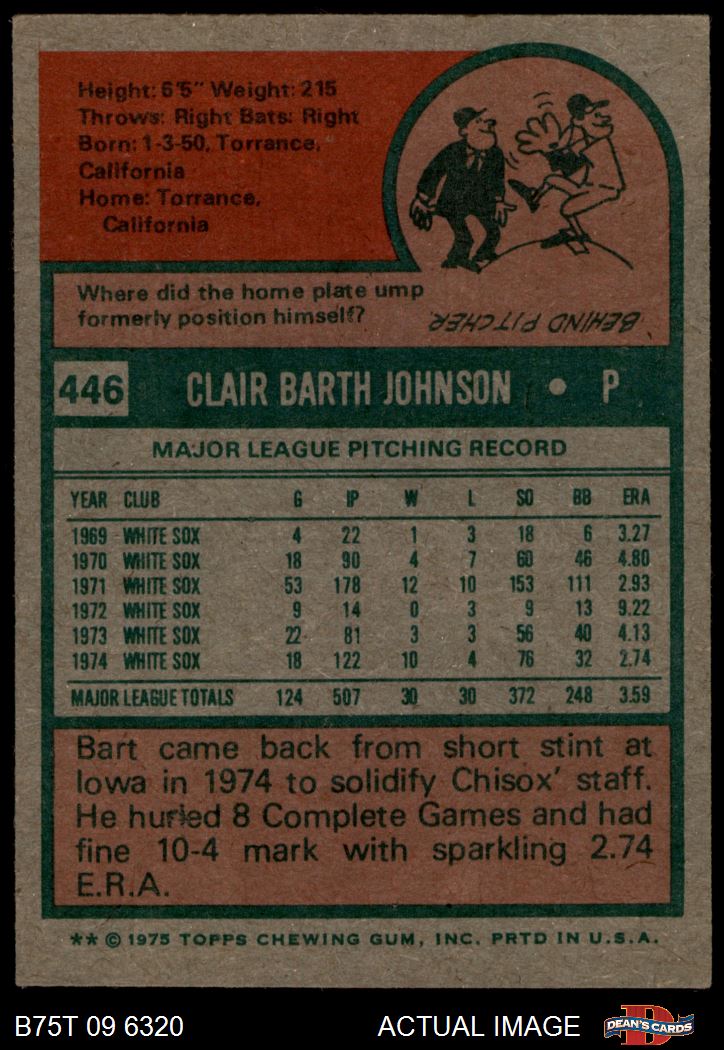 Height: 6'5" Weight: 215
Throws: Right Bats: Right
Born: 1-3-50, Torrance,
California
Home: Torrance,
California
Where did the home plate ump
formerly position himself?
BEHIND PITCHER.
446 CLAIR BARTH JOHNSON • P
MAJOR LEAGUE PITCHING RECORD
YEAR CLUB G IP W L SO BB ERA
1969 WHITE SOX 4 22 1 3 18 6 3.27
1970 WHITE SOX 18 90 4 7 60 46 4.80
1971 WHITE SOX 53 178 12 10 153 111 2.93
1972 WHITE SOX 9 14 0 3 9 13 9.22
1973 WHITE SOX 22 81 3 3 56 40 4.13
1974 WHITE SOX 18 122 10 4 76 32 2.74
MAJOR LEAGUE TOTALS 124 507 30 30 372 248 3.59
Bart came back from short stint at
Iowa in 1974 to solidify Chisox' staff.
He hurled 8 Complete Games and had
fine 10-4 mark with sparkling 2.74
E.R.A.
** © 1975 TOPPS CHEWING GUM, INC. PRTD IN U.S.A.
B75T 09 6320 ACTUAL IMAGE D DEAN'S CARDS